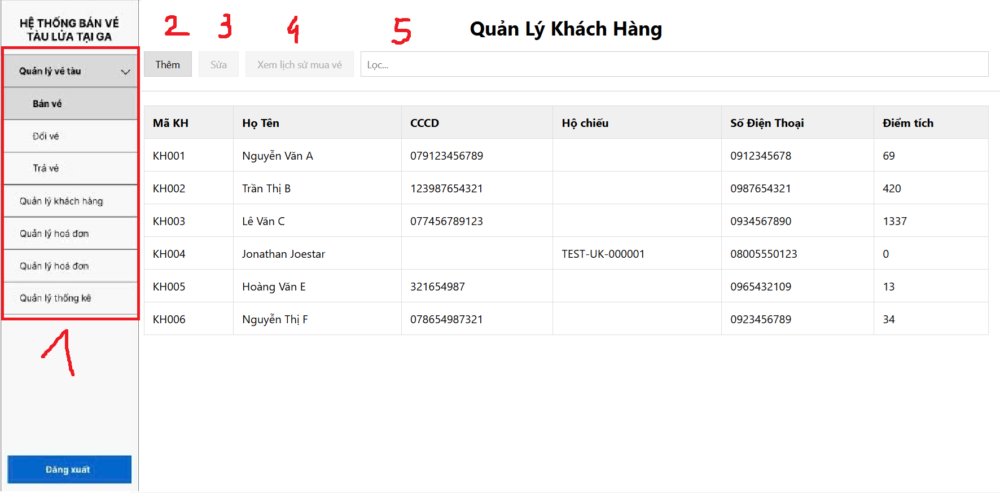 HỆ THỐNG BÁN VÉ
TÀU LỬA TẠI GA
Quản lý vé tàu
Bán vé
Đổi vé
Trả vé
Quản lý khách hàng
Quản lý hoá đơn
Quản lý hoá đơn
Quản lý thống kê
1
Đăng xuất
2 3 4 5
Quản Lý Khách Hàng
Thêm Sửa Xem lịch sử mua vé Lọc...
Mã KH Họ Tên CCCD Hộ chiếu Số Điện Thoại Điểm tích
KH001 Nguyễn Văn A 079123456789 0912345678 69
KH002 Trần Thị B 123987654321 0987654321 420
KH003 Lê Văn C 077456789123 0934567890 1337
KH004 Jonathan Joestar TEST-UK-000001 08005550123 0
KH005 Hoàng Văn E 321654987 0965432109 13
KH006 Nguyễn Thị F 078654987321 0923456789 34